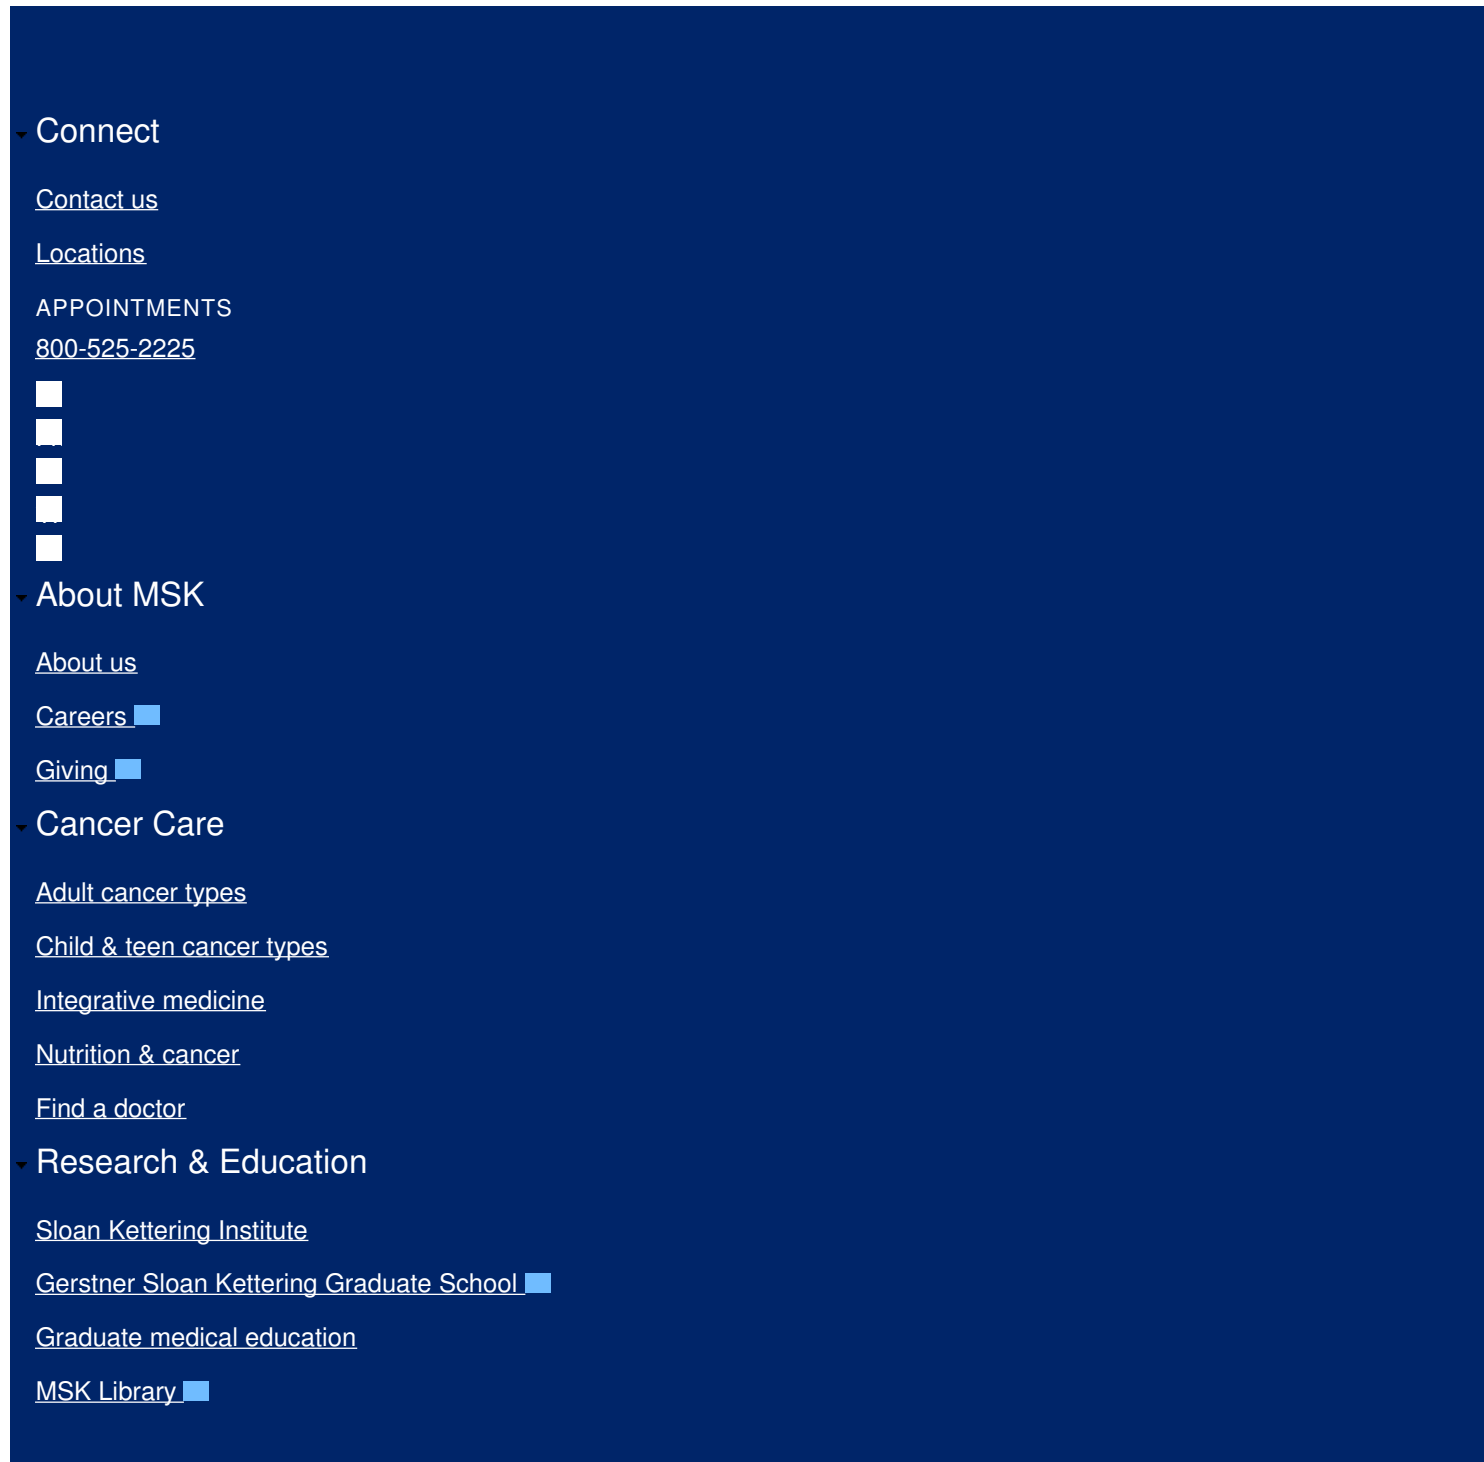 Connect
Contact us
Locations
APPOINTMENTS
800-525-2225
About MSK
About us
Careers
Giving
Cancer Care
Adult cancer types
Child & teen cancer types
Integrative medicine
Nutrition & cancer
Find a doctor
Research & Education
Sloan Kettering Institute
Gerstner Sloan Kettering Graduate School
Graduate medical education
MSK Library